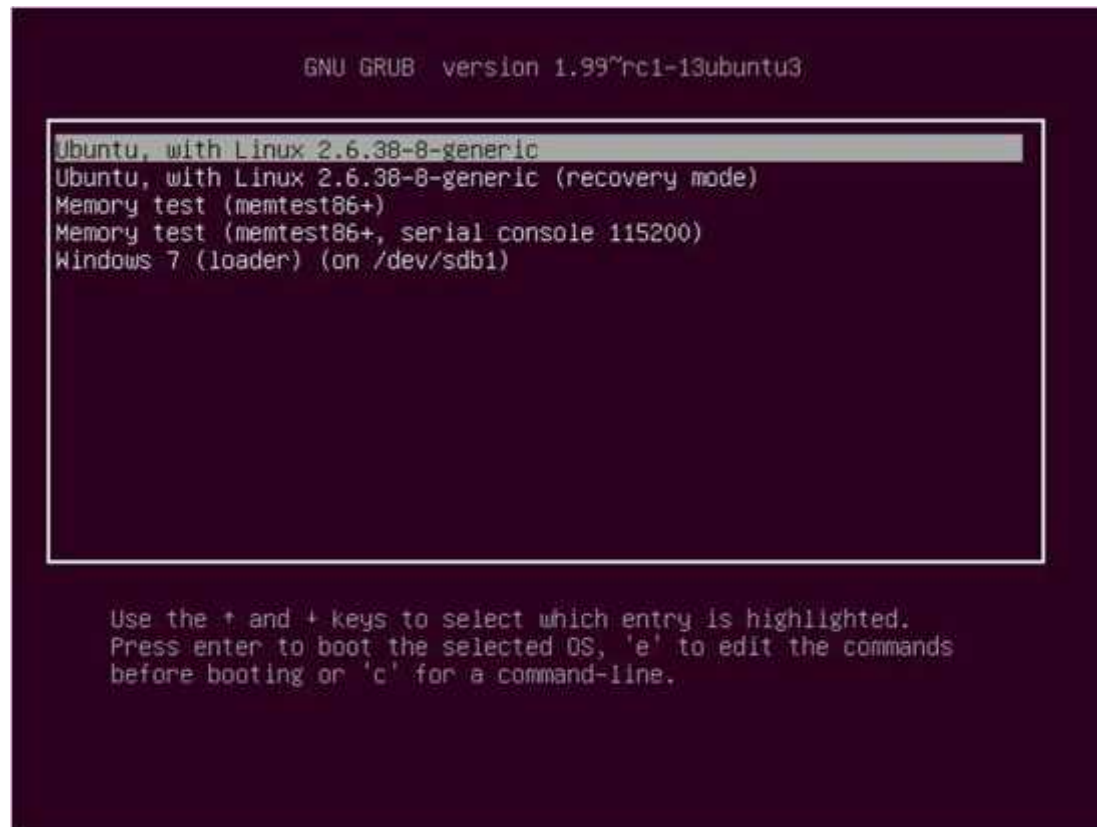 GNU GRUB version 1.99~rc1-13ubuntu3
Ubuntu, with Linux 2.6.38-8-generic
Ubuntu, with Linux 2.6.38-8-generic (recovery mode)
Memory test (memtest86+)
Memory test (memtest86+, serial console 115200)
Windows 7 (loader) (on /dev/sdb1)
Use the ↑ and ↓ keys to select which entry is highlighted.
Press enter to boot the selected OS, 'e' to edit the commands
before booting or 'c' for a command-line.